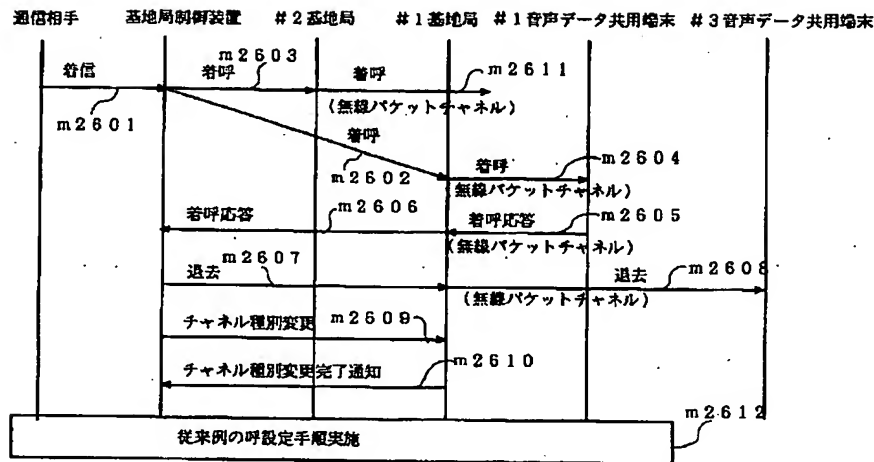 通信相手 基地局制御装置 #2基地局 #1基地局 #1音声データ共用端末 #3音声データ共用端末
着信 着呼 m2603 着呼 m2611
(無線パケットチャネル)
m2601
着呼
m2602
着呼 m2604
無線パケットチャネル)
着呼応答 m2606 着呼応答 m2605
(無線パケットチャネル)
退去 m2607 退去 m2608
(無線パケットチャネル)
チャネル種別変更 m2609
チャネル種別変更完了通知 m2610
従来例の呼設定手順実施 m2612